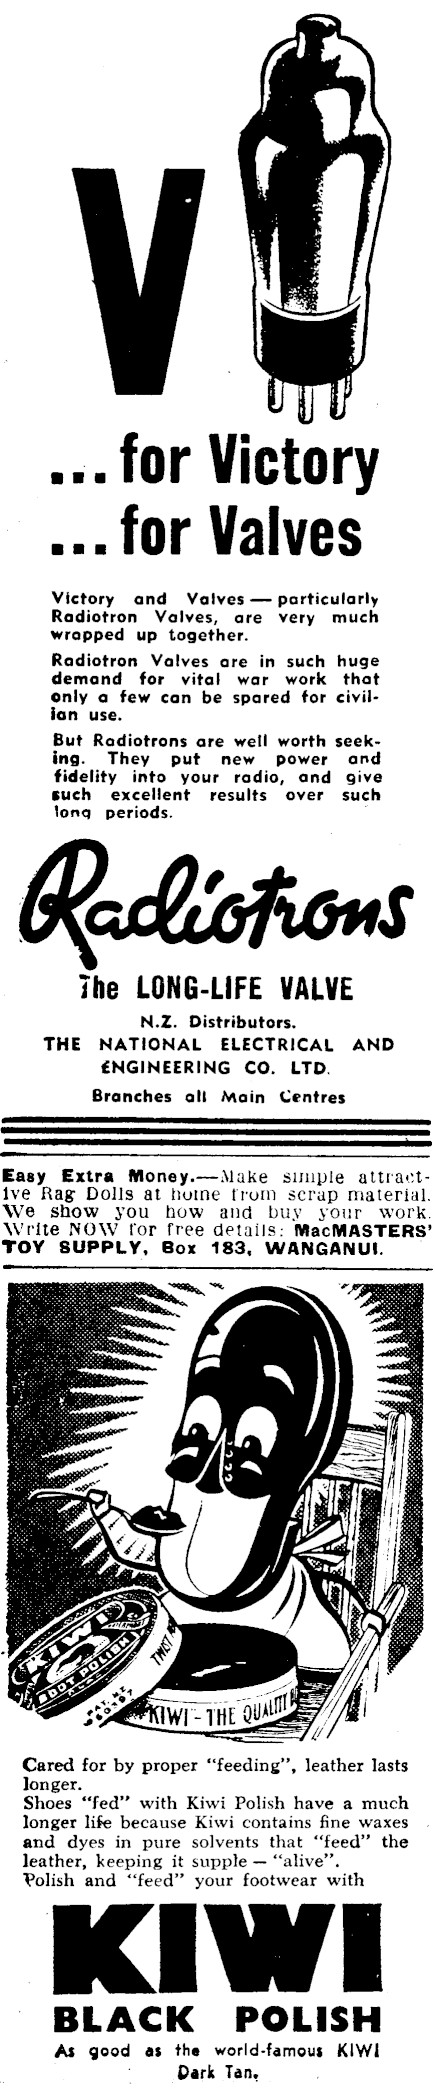 V
...for Victory
...for Valves
Victory and Valves — particularly
Radiotron Valves, are very much
wrapped up together.
Radiotron Valves are in such huge
demand for vital war work that
only a few can be spared for civil-
ian use.
But Radiotrons are well worth seek-
ing. They put new power and
fidelity into your radio, and give
such excellent results over such
long periods.
Radiotrons
The LONG-LIFE VALVE
N.Z. Distributors.
THE NATIONAL ELECTRICAL AND
ENGINEERING CO. LTD.
Branches all Main Centres
Easy Extra Money.—Make simple attract-
ive Rag Dolls at home from scrap material.
We show you how and buy your work.
Write NOW for free details: MacMASTERS'
TOY SUPPLY, Box 183, WANGANUI.
KIWI
BOOT POLISH
TWIST
PAT. NZ
KIWI - THE QUALITY
Cared for by proper "feeding", leather lasts
longer.
Shoes "fed" with Kiwi Polish have a much
longer life because Kiwi contains fine waxes
and dyes in pure solvents that "feed" the
leather, keeping it supple — "alive".
Polish and "feed" your footwear with
KIWI
BLACK POLISH
As good as the world-famous KIWI
Dark Tan.